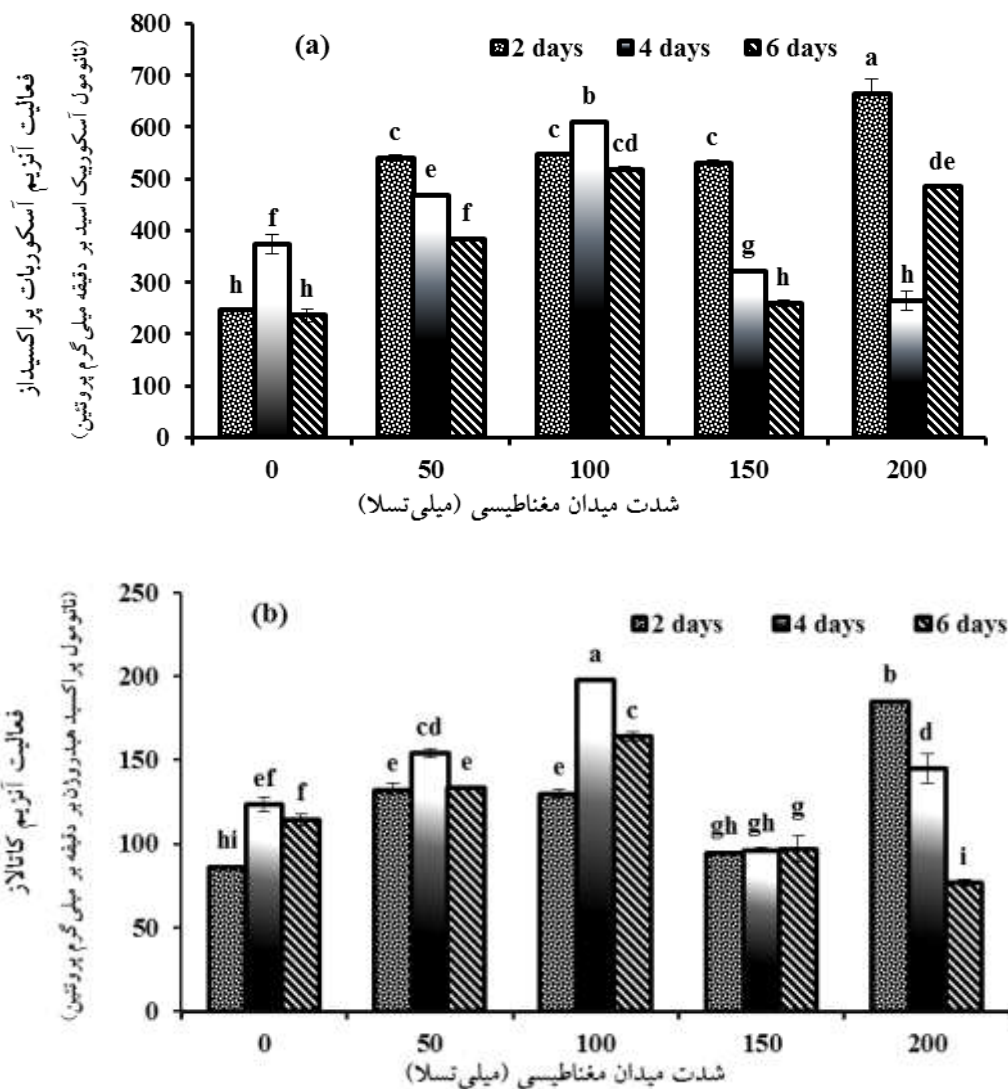 (a)
2 days 4 days 6 days
فعالیت آنزیم آسکوربات پراکسیداز
(نانومول آسکوربیک اسید بر دقیقه میلی گرم پروتئین)
800
700
600
500
400
300
200
100
0
h f h
c e f
c b cd
c g h
a h de
0 50 100 150 200
شدت میدان مغناطیسی (میلی‌تسلا)
(b)
2 days 4 days 6 days
فعالیت آنزیم کاتالاز
(نانومول پراکسید هیدروژن بر دقیقه بر میلی گرم پروتئین)
250
200
150
100
50
0
hi ef f
e cd e
e a c
gh gh g
b d i
0 50 100 150 200
شدت میدان مغناطیسی (میلی‌تسلا)